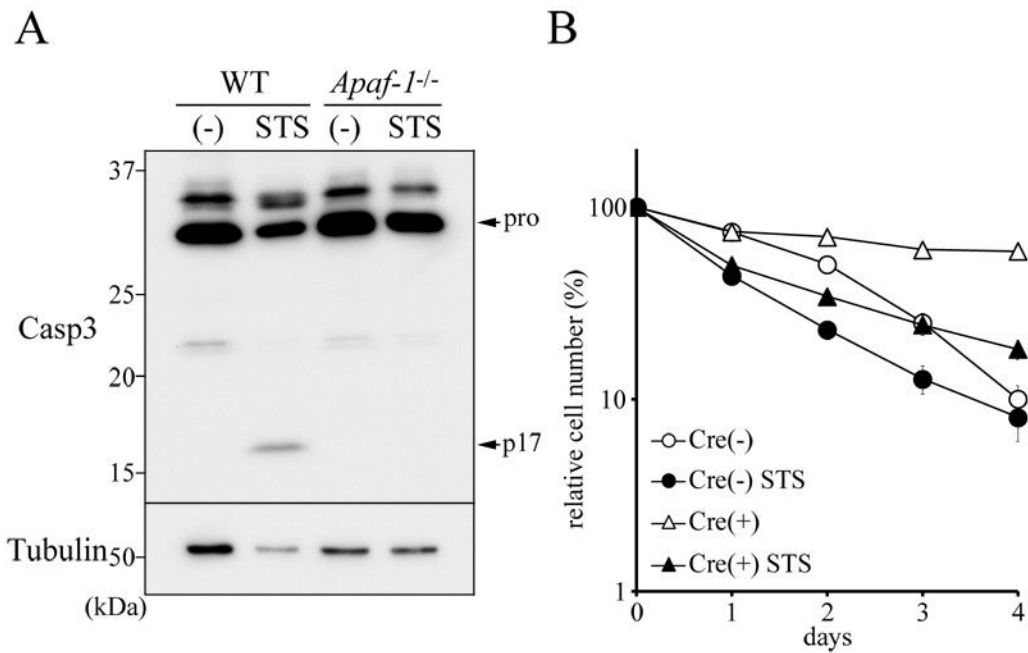 A
WT Apaf-1-/-
(-) STS (-) STS
37
pro
25
Casp3
20
p17
15
Tubulin 50
(kDa)
B
100
10
1
relative cell number (%)
Cre(-)
Cre(-) STS
Cre(+)
Cre(+) STS
0 1 2 3 4
days